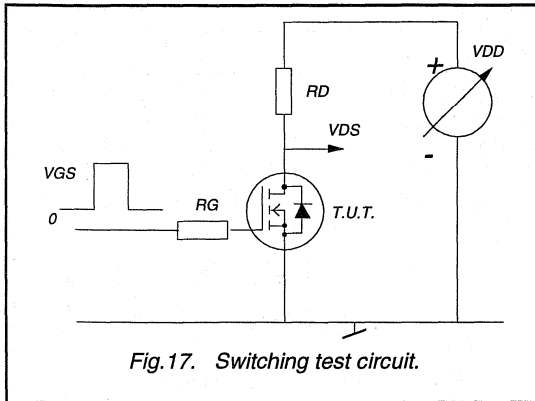 VDD
+
RD
VDS
-
VGS
0
RG
T.U.T.
Fig.17. Switching test circuit.